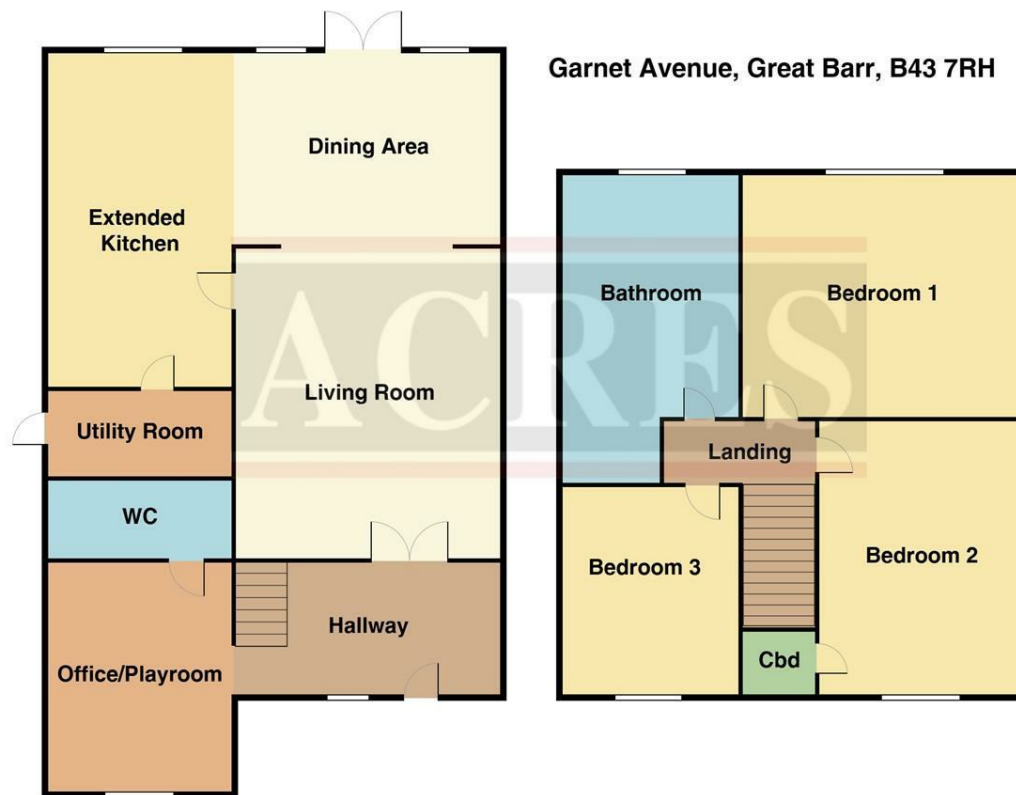 Garnet Avenue, Great Barr, B43 7RH
Dining Area
Extended
Kitchen
Living Room
Utility Room
WC
Office/Playroom
Hallway
Bathroom
Bedroom 1
Landing
Bedroom 2
Bedroom 3
Cbd
ACRES